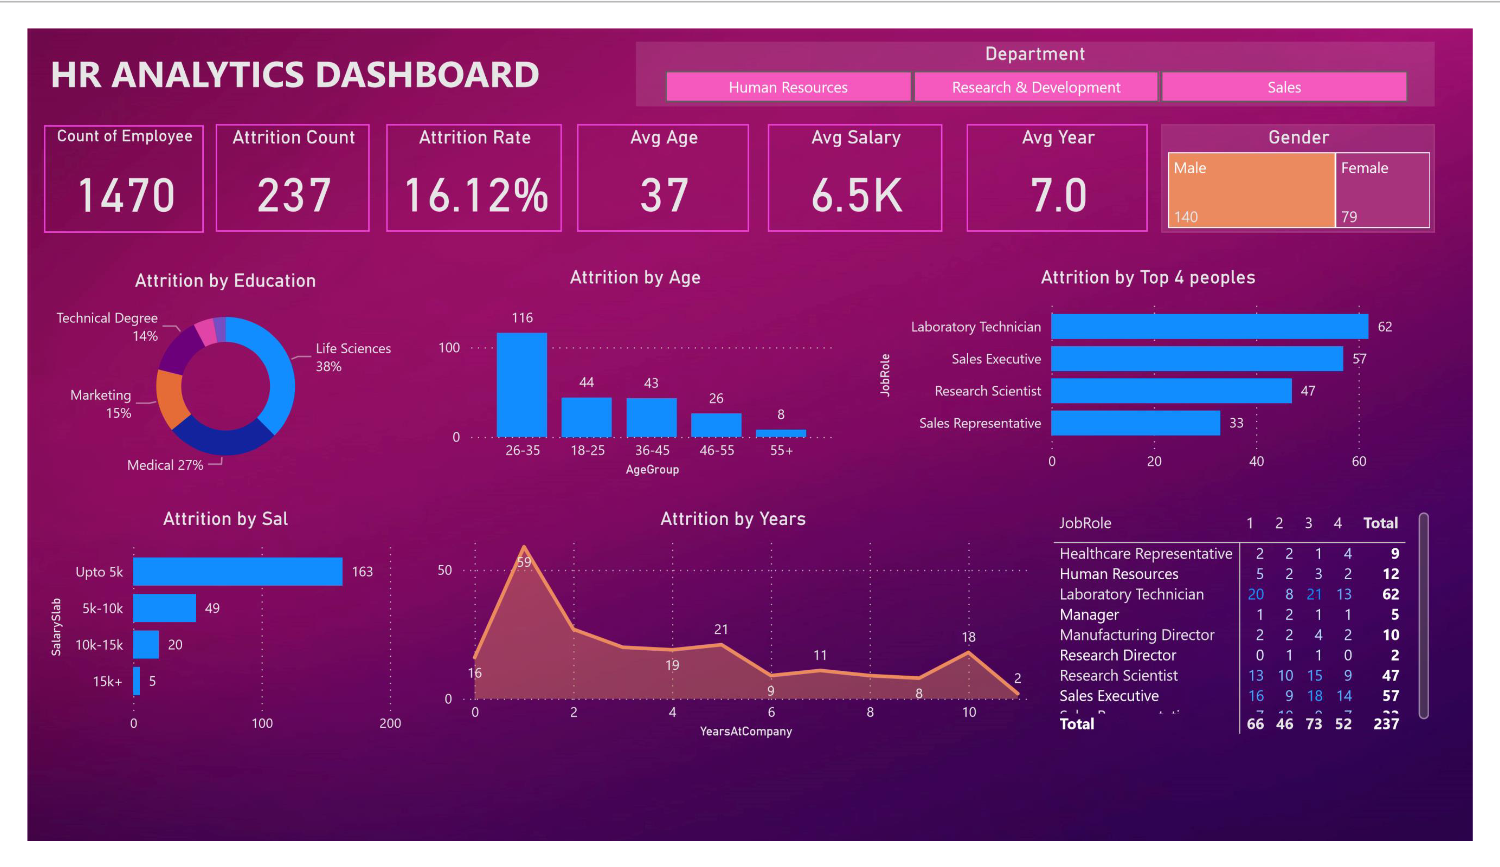 HR ANALYTICS DASHBOARD
Department
Human Resources
Research & Development
Sales
Count of Employee
1470
Attrition Count
237
Attrition Rate
16.12%
Avg Age
37
Avg Salary
6.5K
Avg Year
7.0
Gender
Male
140
Female
79
Attrition by Education
Technical Degree
14%
Life Sciences
38%
Marketing
15%
Medical 27%
Attrition by Age
100
0
116
44
43
26
8
26-35
18-25
36-45
46-55
55+
AgeGroup
Attrition by Top 4 peoples
JobRole
Laboratory Technician 62
Sales Executive 57
Research Scientist 47
Sales Representative 33
0 20 40 60
Attrition by Sal
SalarySlab
Upto 5k 163
5k-10k 49
10k-15k 20
15k+ 5
0 100 200
Attrition by Years
50
0
16
59
19
21
9
11
8
18
2
0 2 4 6 8 10
YearsAtCompany
JobRole 1 2 3 4 Total
Healthcare Representative 2 2 1 4 9
Human Resources 5 2 3 2 12
Laboratory Technician 20 8 21 13 62
Manager 1 2 1 1 5
Manufacturing Director 2 2 4 2 10
Research Director 0 1 1 0 2
Research Scientist 13 10 15 9 47
Sales Executive 16 9 18 14 57
Total 66 46 73 52 237